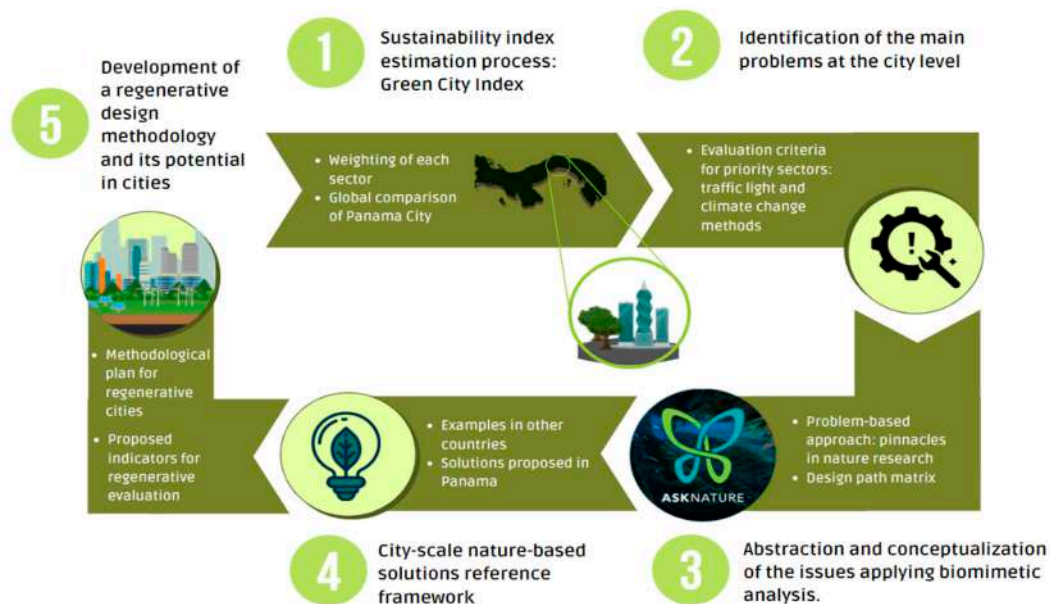 1
Sustainability index
estimation process:
Green City Index
• Weighting of each
sector
• Global comparison
of Panama City
2
Identification of the main
problems at the city level
• Evaluation criteria
for priority sectors:
traffic light and
climate change
methods
!
3
Abstraction and conceptualization
of the issues applying biomimetic
analysis.
• Problem-based
approach: pinnacles
in nature research
• Design path matrix
ASKNATURE
4
City-scale nature-based
solutions reference
framework
• Examples in other
countries
• Solutions proposed in
Panama
5
Development of
a regenerative
design
methodology
and its potential
in cities
• Methodological
plan for
regenerative
cities
• Proposed
indicators for
regenerative
evaluation